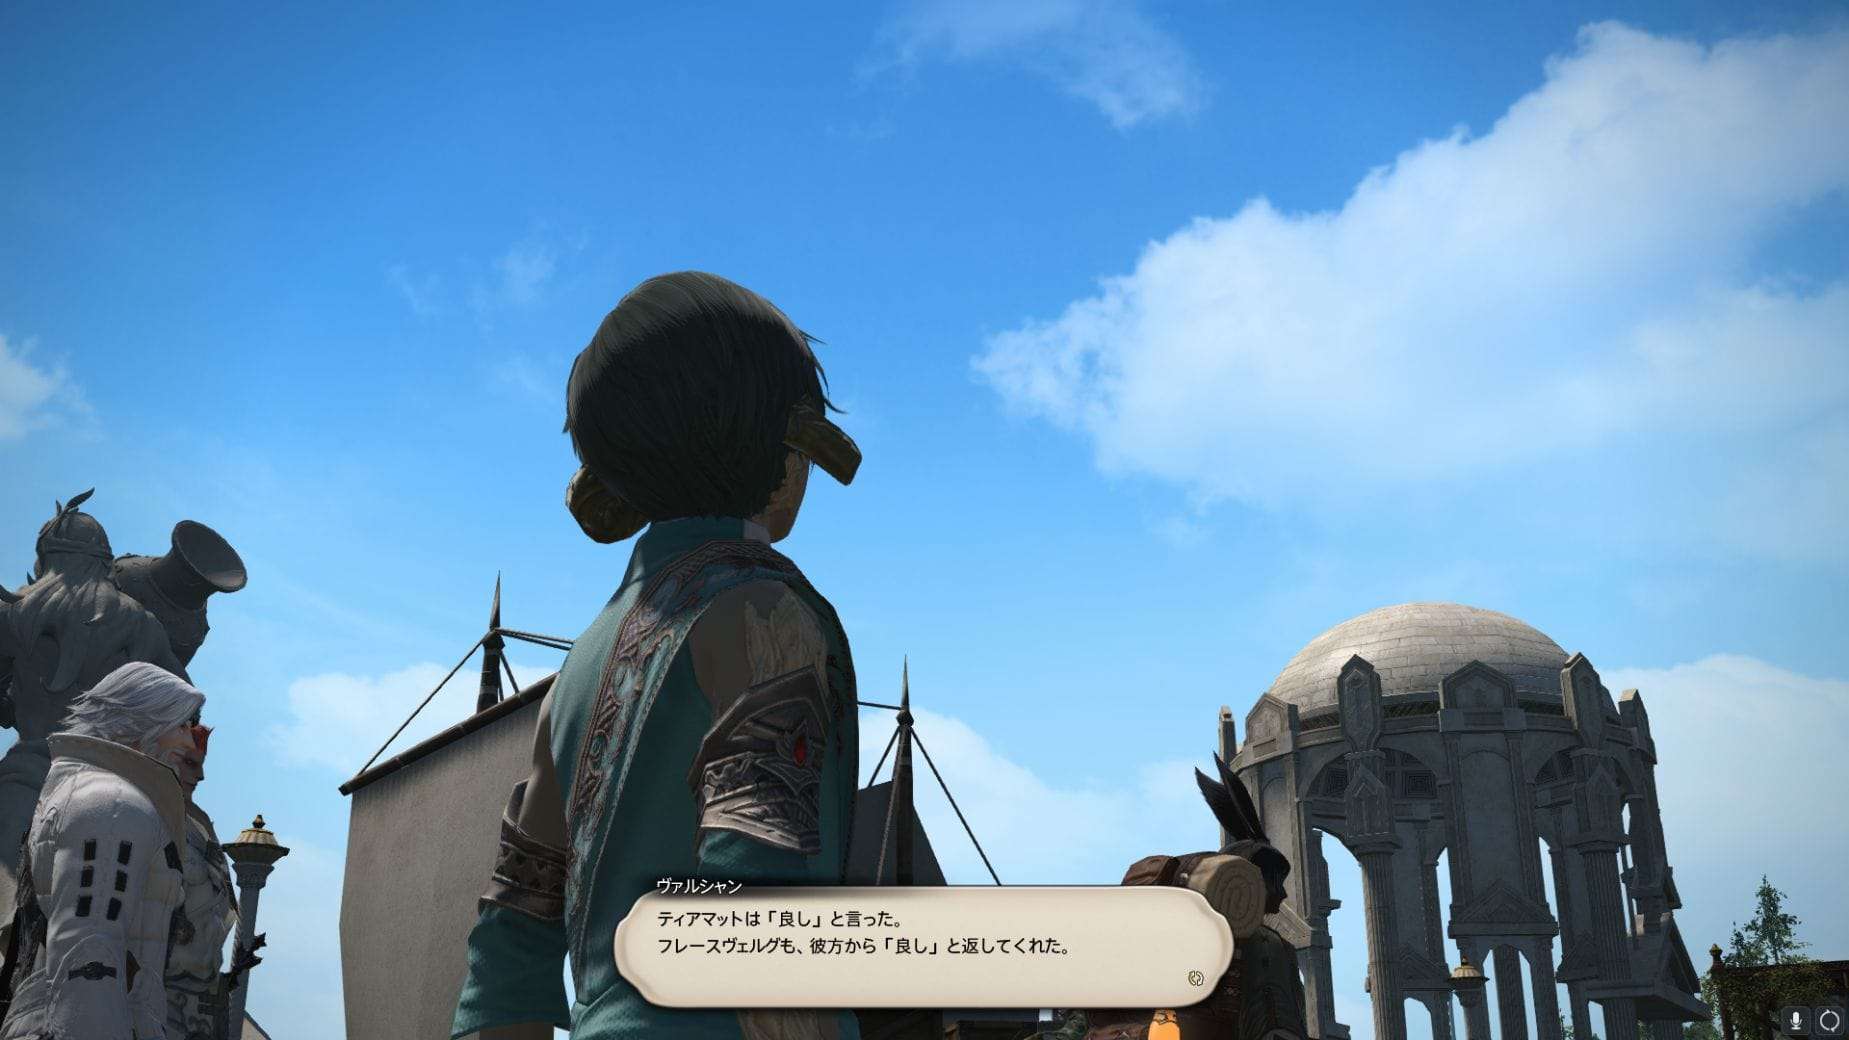 ヴァルシャン
ティアマットは「良し」と言った。
フレースヴェルグも、彼方から「良し」と返してくれた。